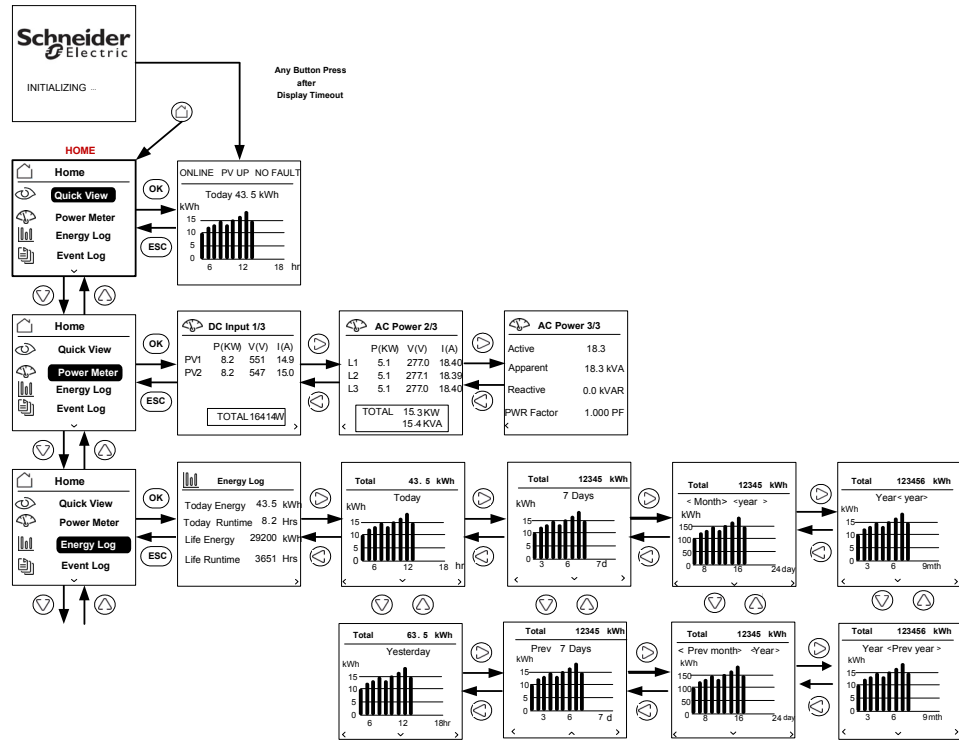 Schneider
Electric
INITIALIZING ...
Any Button Press
after
Display Timeout
HOME
Home
Quick View
Power Meter
Energy Log
Event Log
OK
ESC
ONLINE PV UP NO FAULT
Today 43. 5 kWh
kWh
15
10
5
0
6 12 18 hr
Home
Quick View
Power Meter
Energy Log
Event Log
OK
ESC
DC Input 1/3
P(KW) V(V) I(A)
PV1 8.2 551 14.9
PV2 8.2 547 15.0
TOTAL 16414W
>
AC Power 2/3
P(KW) V(V) I(A)
L1 5.1 277.0 18.40
L2 5.1 277.1 18.39
L3 5.1 277.0 18.40
TOTAL 15.3 KW
15.4 KVA
< >
AC Power 3/3
Active 18.3
Apparent 18.3 kVA
Reactive 0.0 kVAR
PWR Factor 1.000 PF
<
Home
Quick View
Power Meter
Energy Log
Event Log
OK
ESC
Energy Log
Today Energy 43.5 kWh
Today Runtime 8.2 Hrs
Life Energy 29200 kWh
Life Runtime 3651 Hrs
< >
Total 43. 5 kWh
Today
kWh
15
10
5
0
6 12 18 hr
< >
Total 12345 kWh
7 Days
kWh
15
10
5
0
3 6 7d
< >
Total 12345 kWh
< Month> <year >
kWh
150
100
50
0
8 16 24 day
< >
Total 123456 kWh
Year< year>
kWh
15
10
5
0
3 6 9mth
< >
Total 63. 5 kWh
Yesterday
kWh
15
10
5
0
6 12 18hr
< >
Total 12345 kWh
Prev 7 Days
kWh
15
10
5
0
3 6 7 d
< >
Total 12345 kWh
< Prev month> <Year>
kWh
150
100
50
0
8 16 24 day
< >
Total 123456 kWh
Year <Prev year >
kWh
15
10
5
0
3 6 9mth
< >